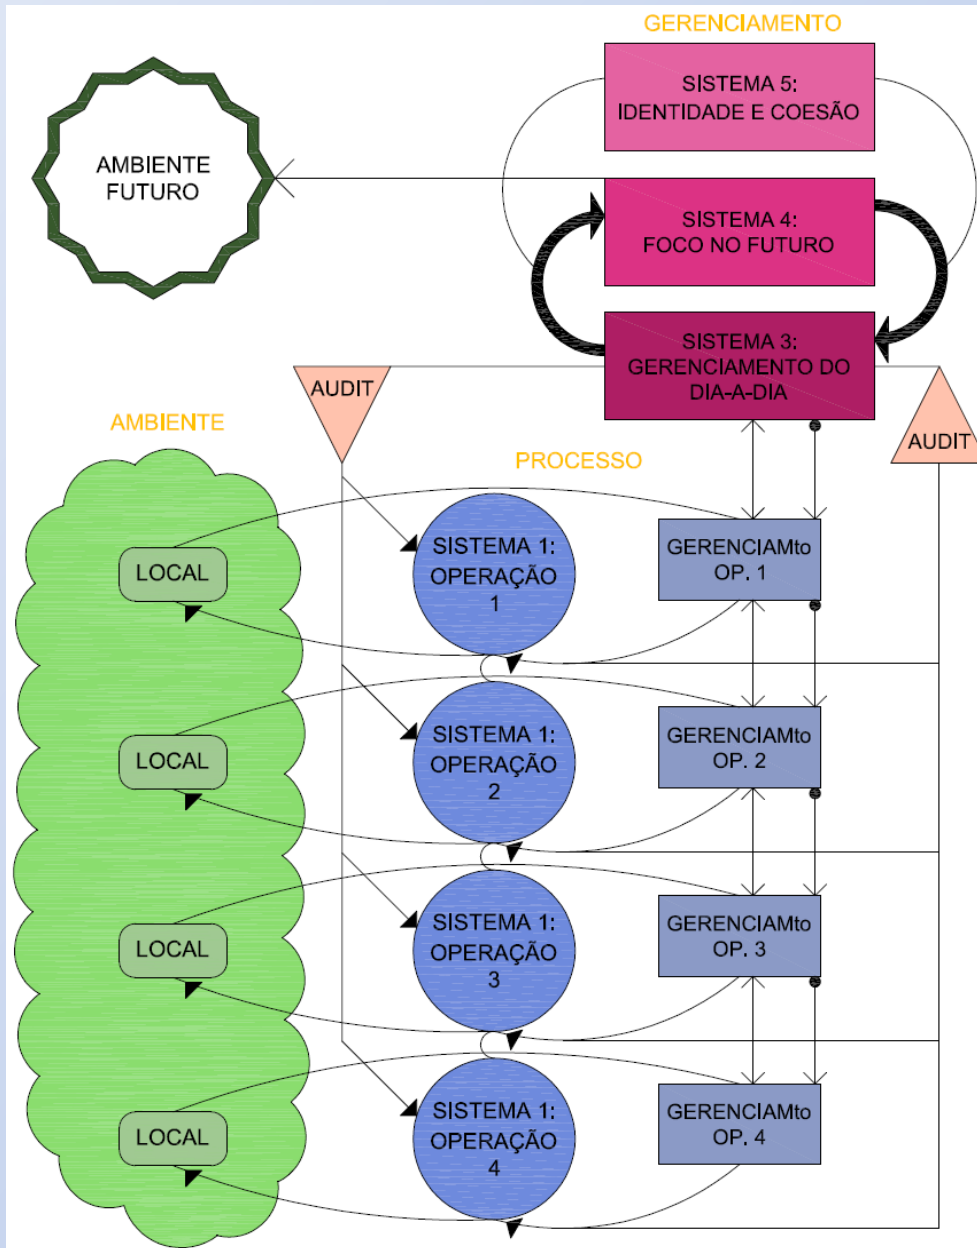 GERENCIAMENTO
SISTEMA 5:
IDENTIDADE E COESÃO
AMBIENTE
FUTURO
SISTEMA 4:
FOCO NO FUTURO
SISTEMA 3:
GERENCIAMENTO DO
DIA-A-DIA
AUDIT
AUDIT
AMBIENTE
PROCESSO
LOCAL
SISTEMA 1:
OPERAÇÃO
1
GERENCIAMto
OP. 1
LOCAL
SISTEMA 1:
OPERAÇÃO
2
GERENCIAMto
OP. 2
LOCAL
SISTEMA 1:
OPERAÇÃO
3
GERENCIAMto
OP. 3
LOCAL
SISTEMA 1:
OPERAÇÃO
4
GERENCIAMto
OP. 4